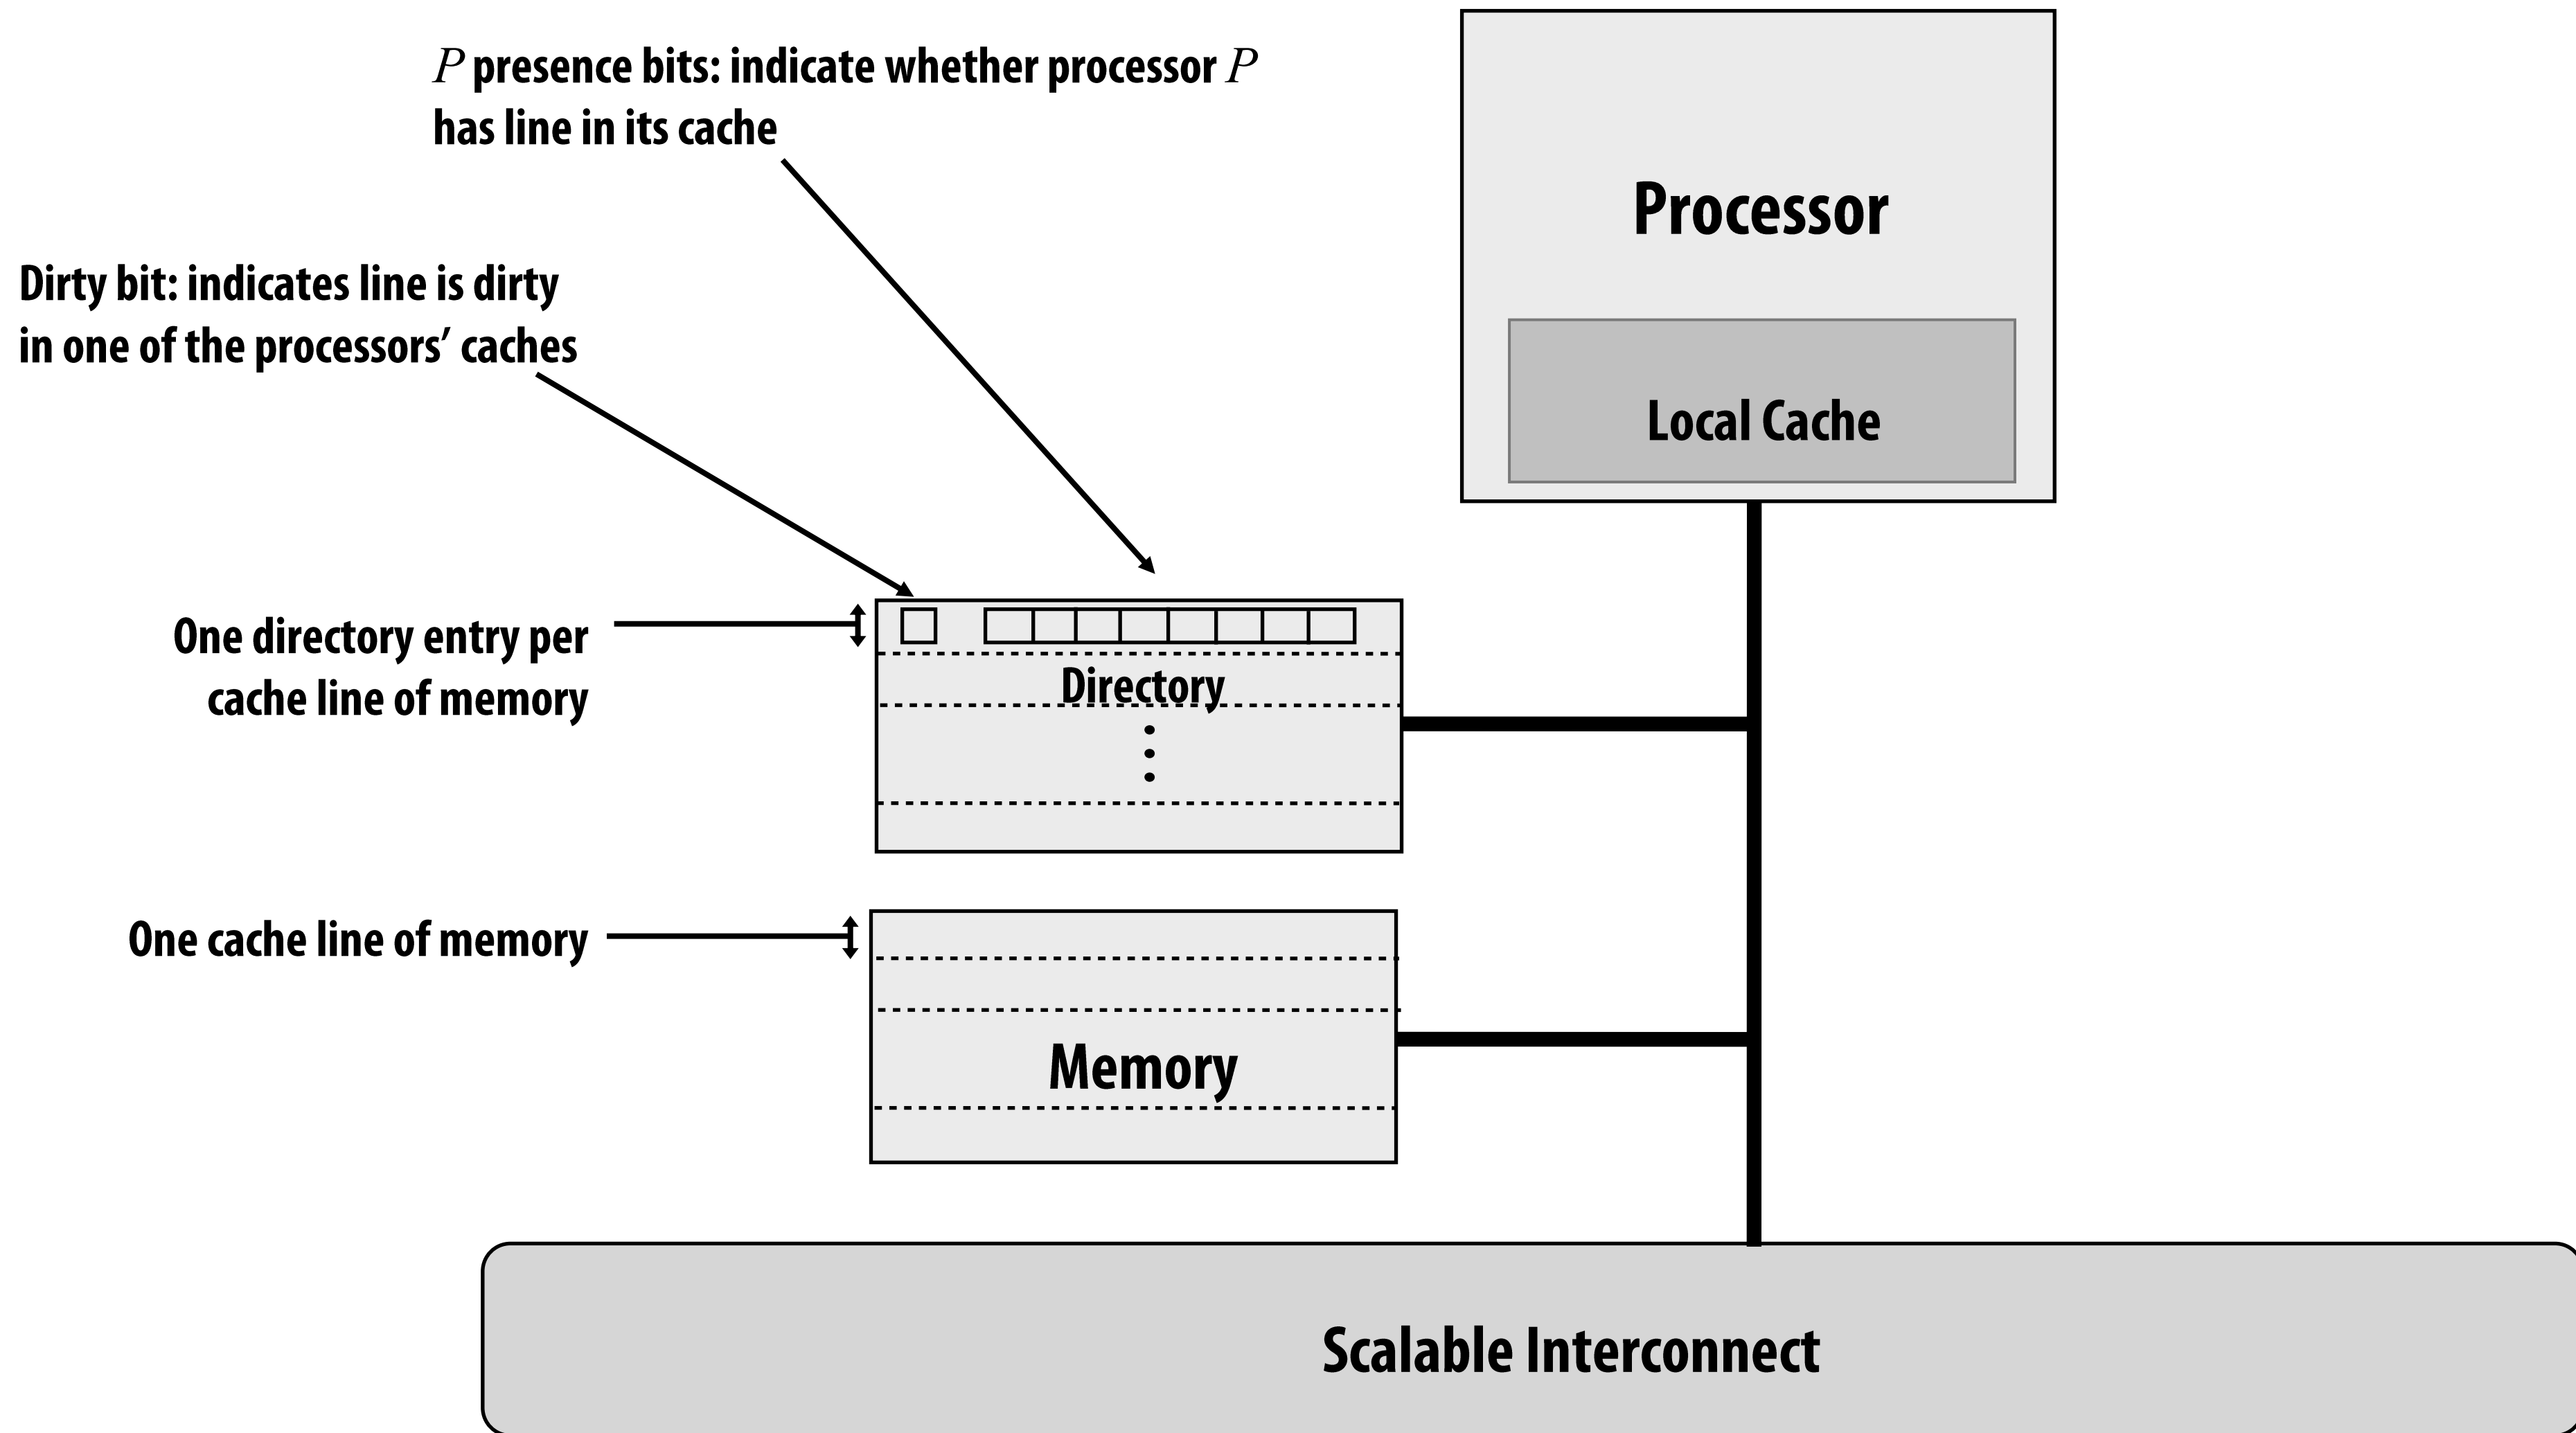 P presence bits: indicate whether processor P
has line in its cache
Processor
Dirty bit: indicates line is dirty
in one of the processors’ caches
Local Cache
One directory entry per
cache line of memory
Directory
One cache line of memory
Memory
Scalable Interconnect